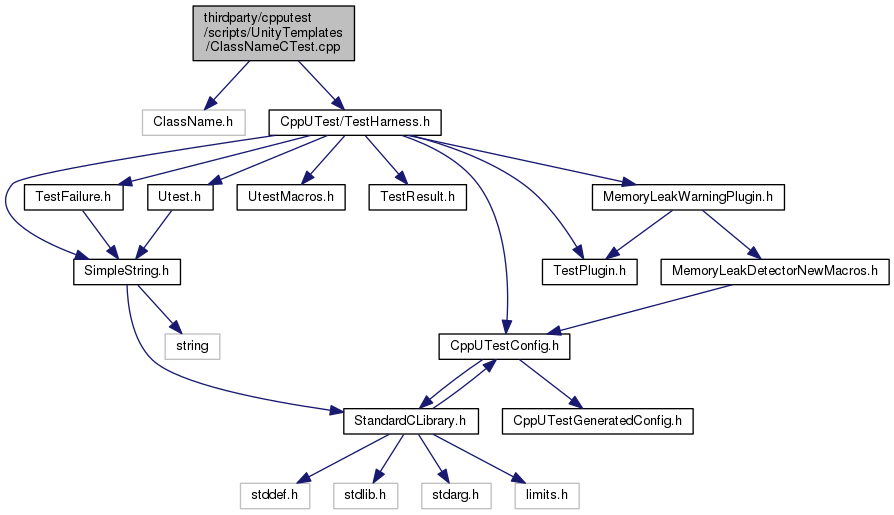 thirdparty/cpputest
/scripts/UnityTemplates
/ClassNameCTest.cpp
ClassName.h
CppUTest/TestHarness.h
TestFailure.h
Utest.h
UtestMacros.h
TestResult.h
MemoryLeakWarningPlugin.h
SimpleString.h
TestPlugin.h
MemoryLeakDetectorNewMacros.h
string
CppUTestConfig.h
StandardCLibrary.h
CppUTestGeneratedConfig.h
stddef.h
stdlib.h
stdarg.h
limits.h